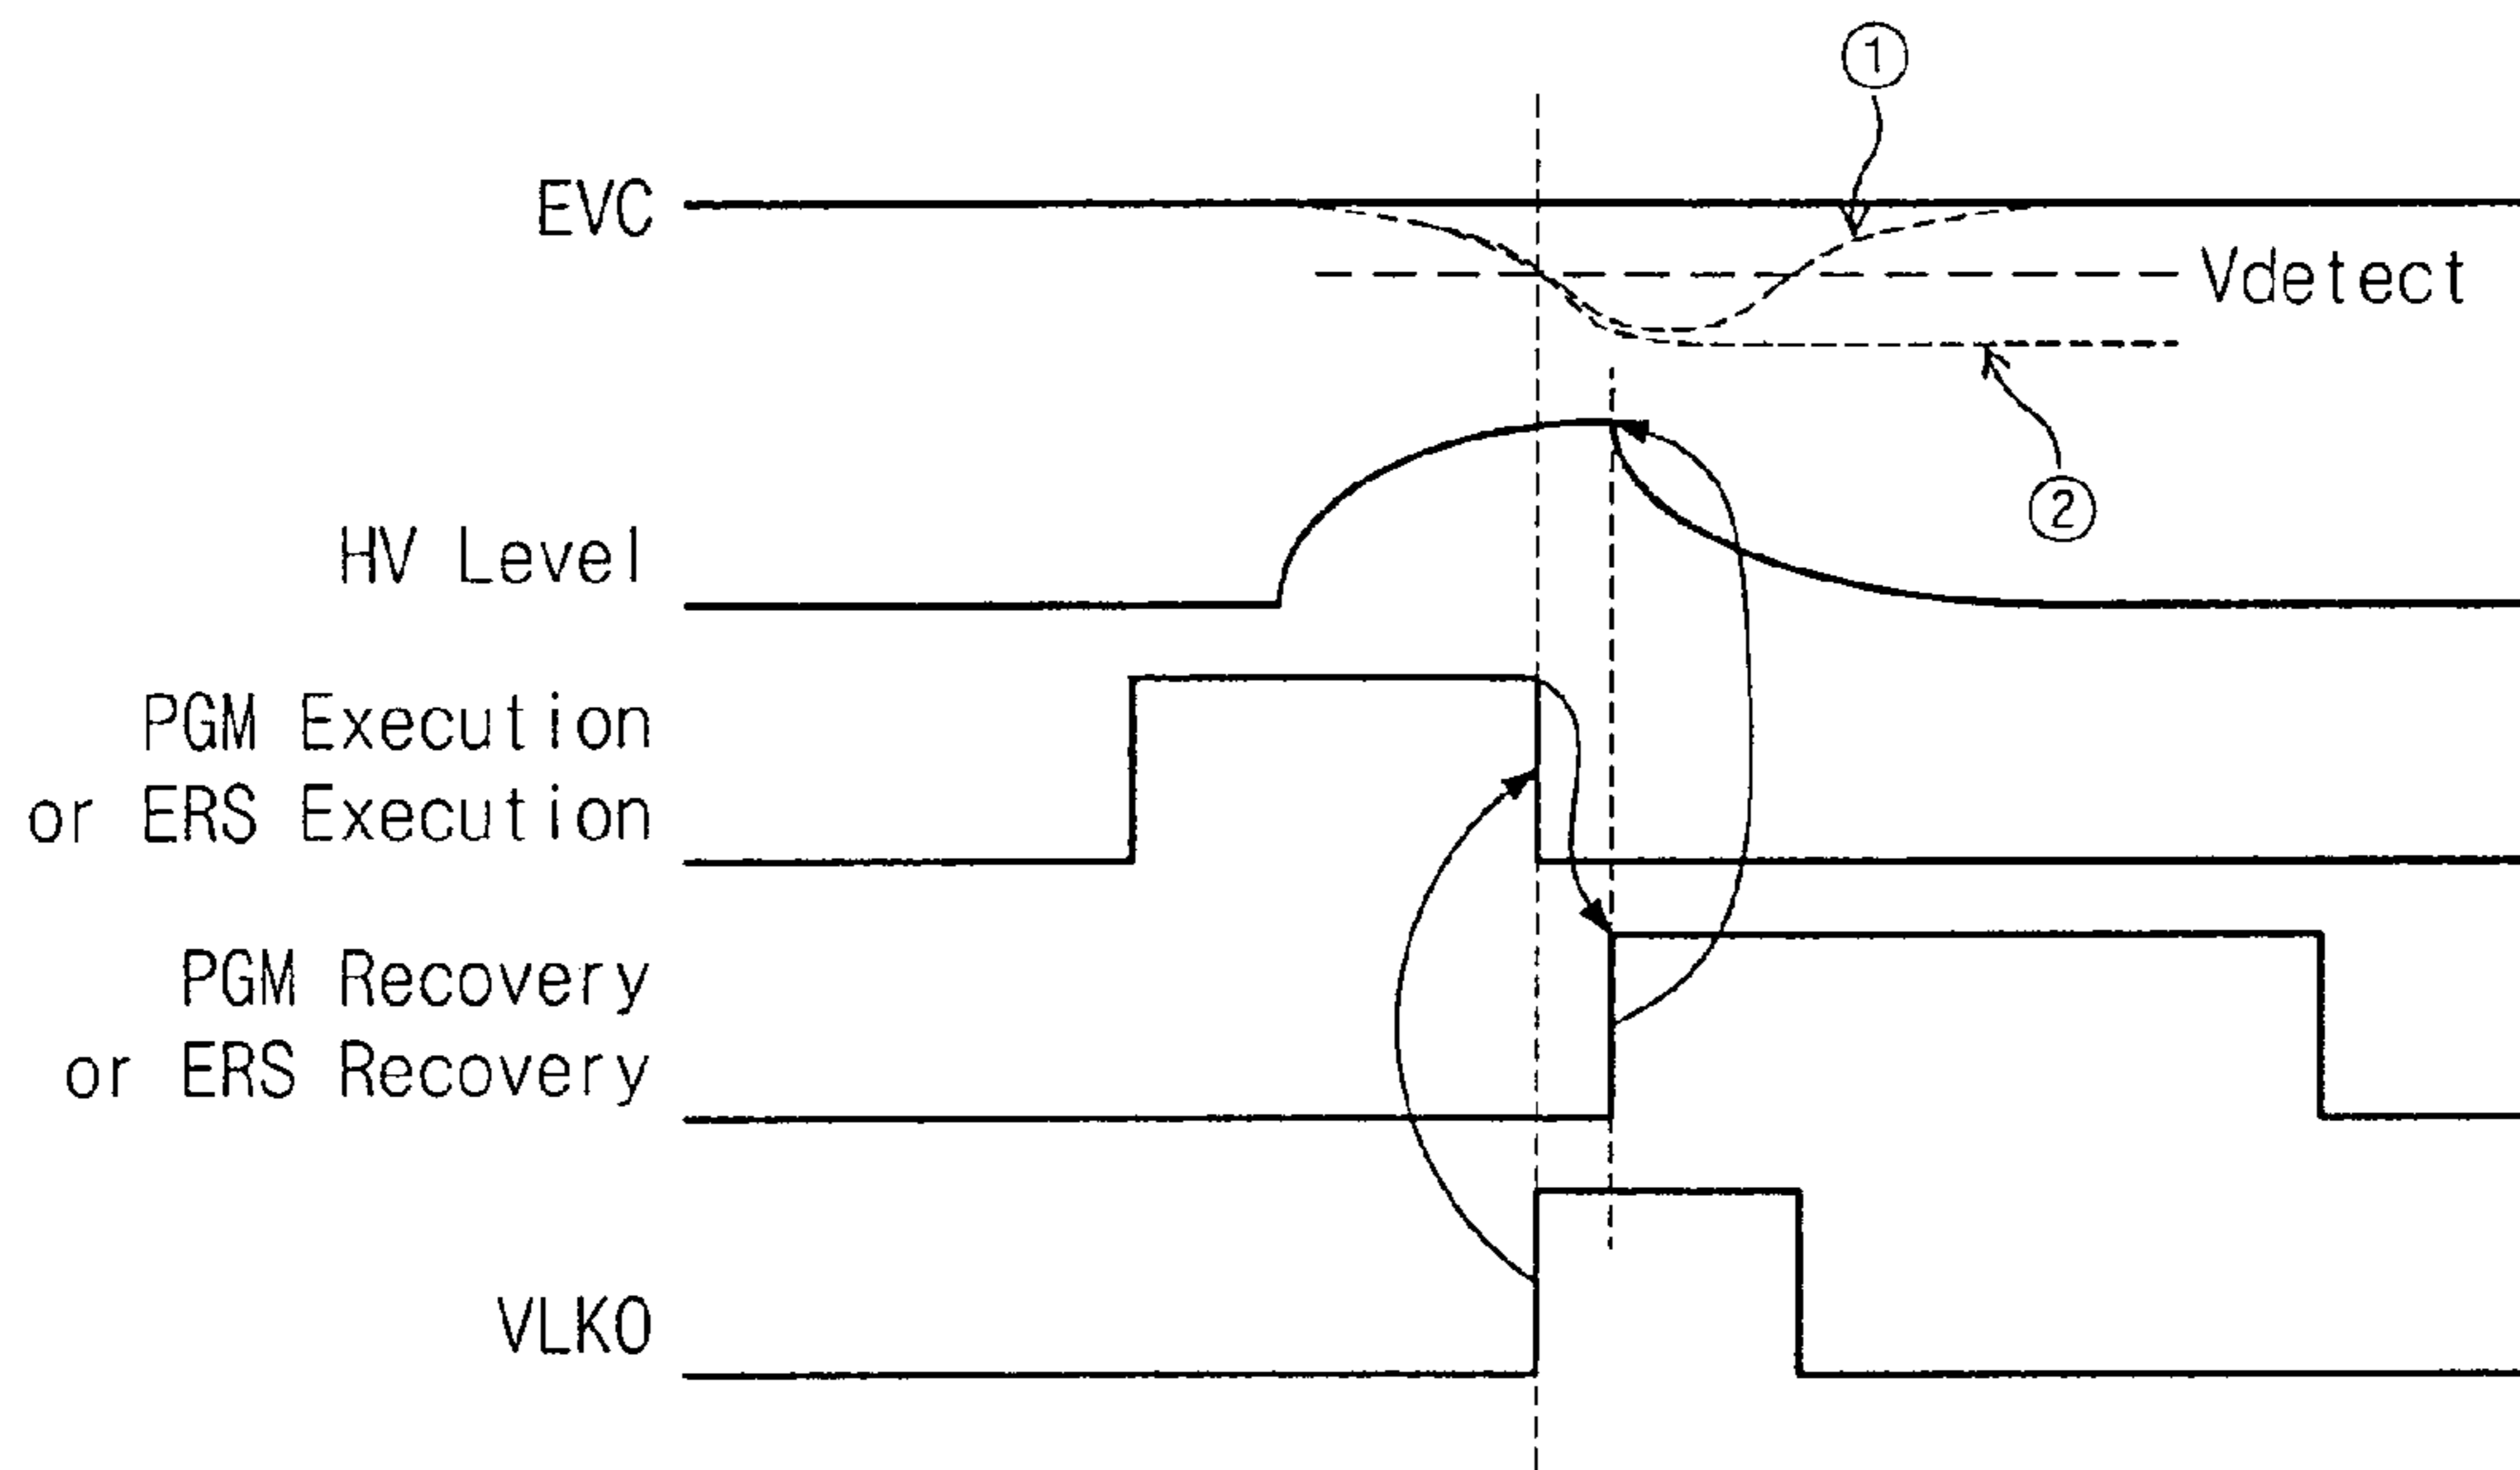 ①
EVC
Vdetect
②
HV Level
PGM Execution
or ERS Execution
PGM Recovery
or ERS Recovery
VLKO